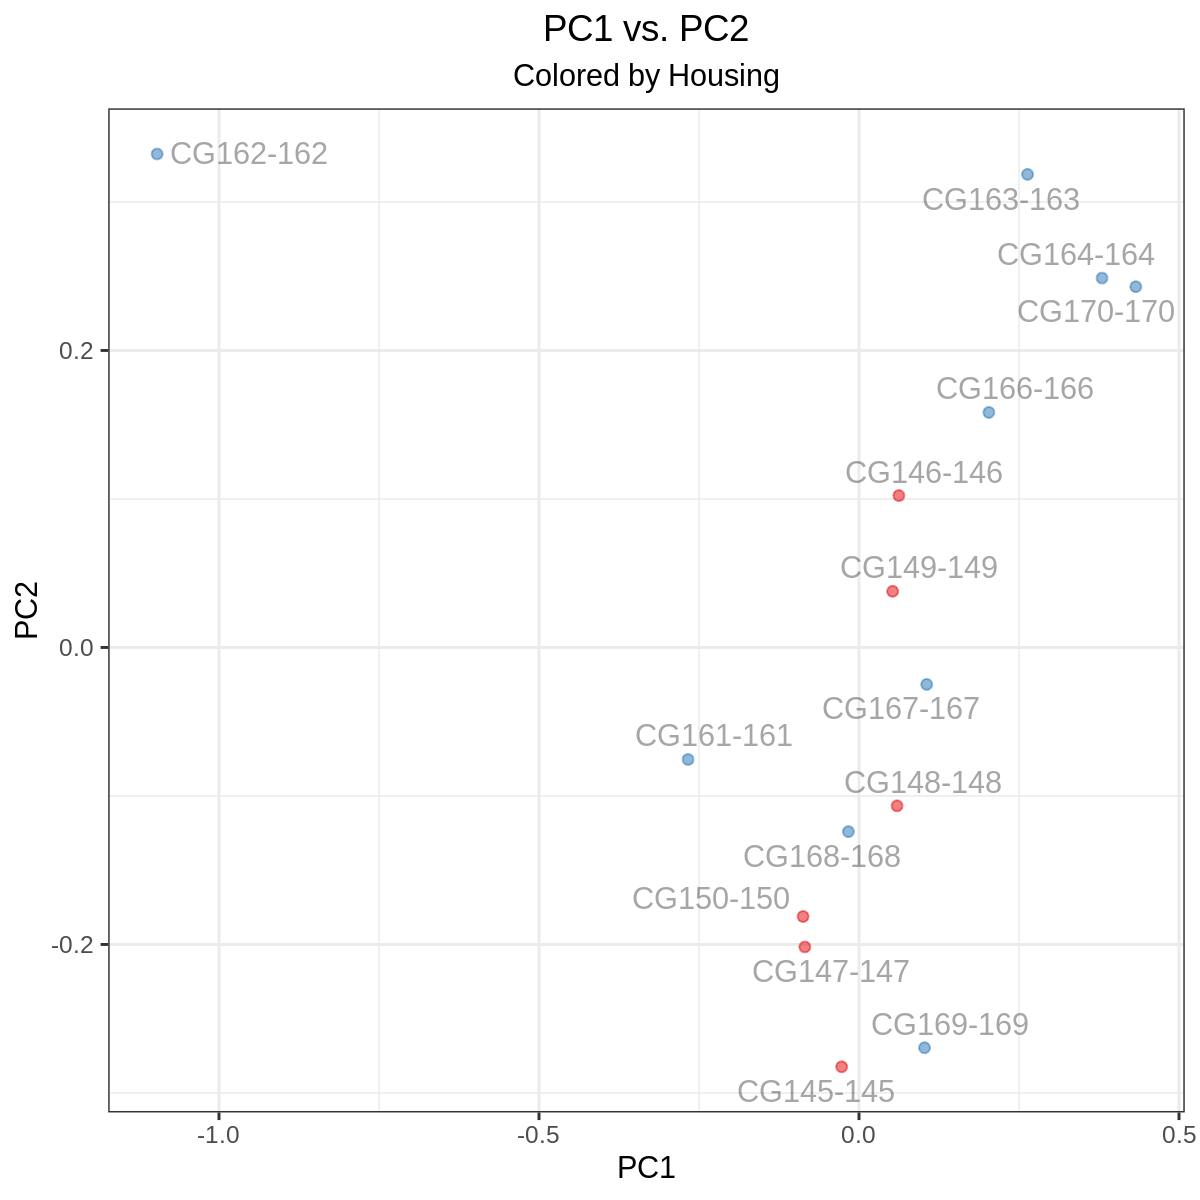 PC1 vs. PC2
Colored by Housing
CG162-162
CG163-163
CG164-164
CG170-170
0.2
CG166-166
CG146-146
CG149-149
PC2
0.0
CG167-167
CG161-161
CG148-148
CG168-168
CG150-150
-0.2
CG147-147
CG169-169
CG145-145
-1.0 -0.5 0.0 0.5
PC1